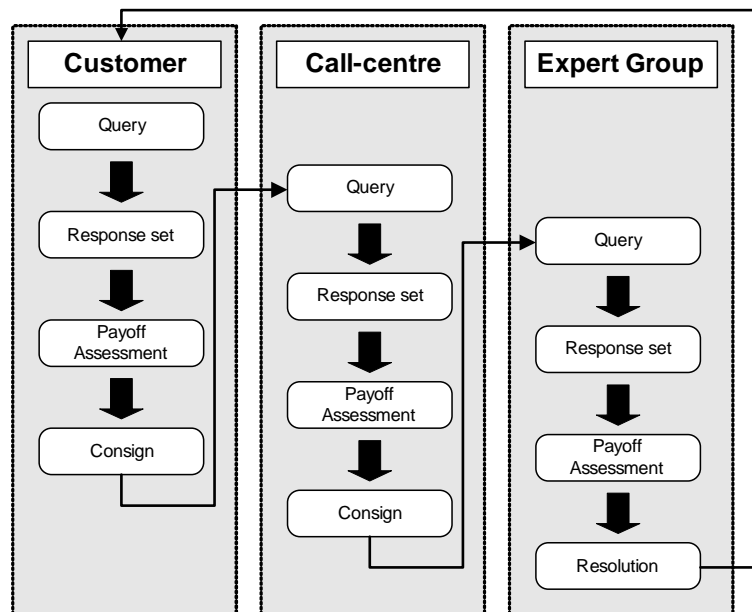 Customer
Query
Response set
Payoff
Assessment
Consign
Call-centre
Query
Response set
Payoff
Assessment
Consign
Expert Group
Query
Response set
Payoff
Assessment
Resolution